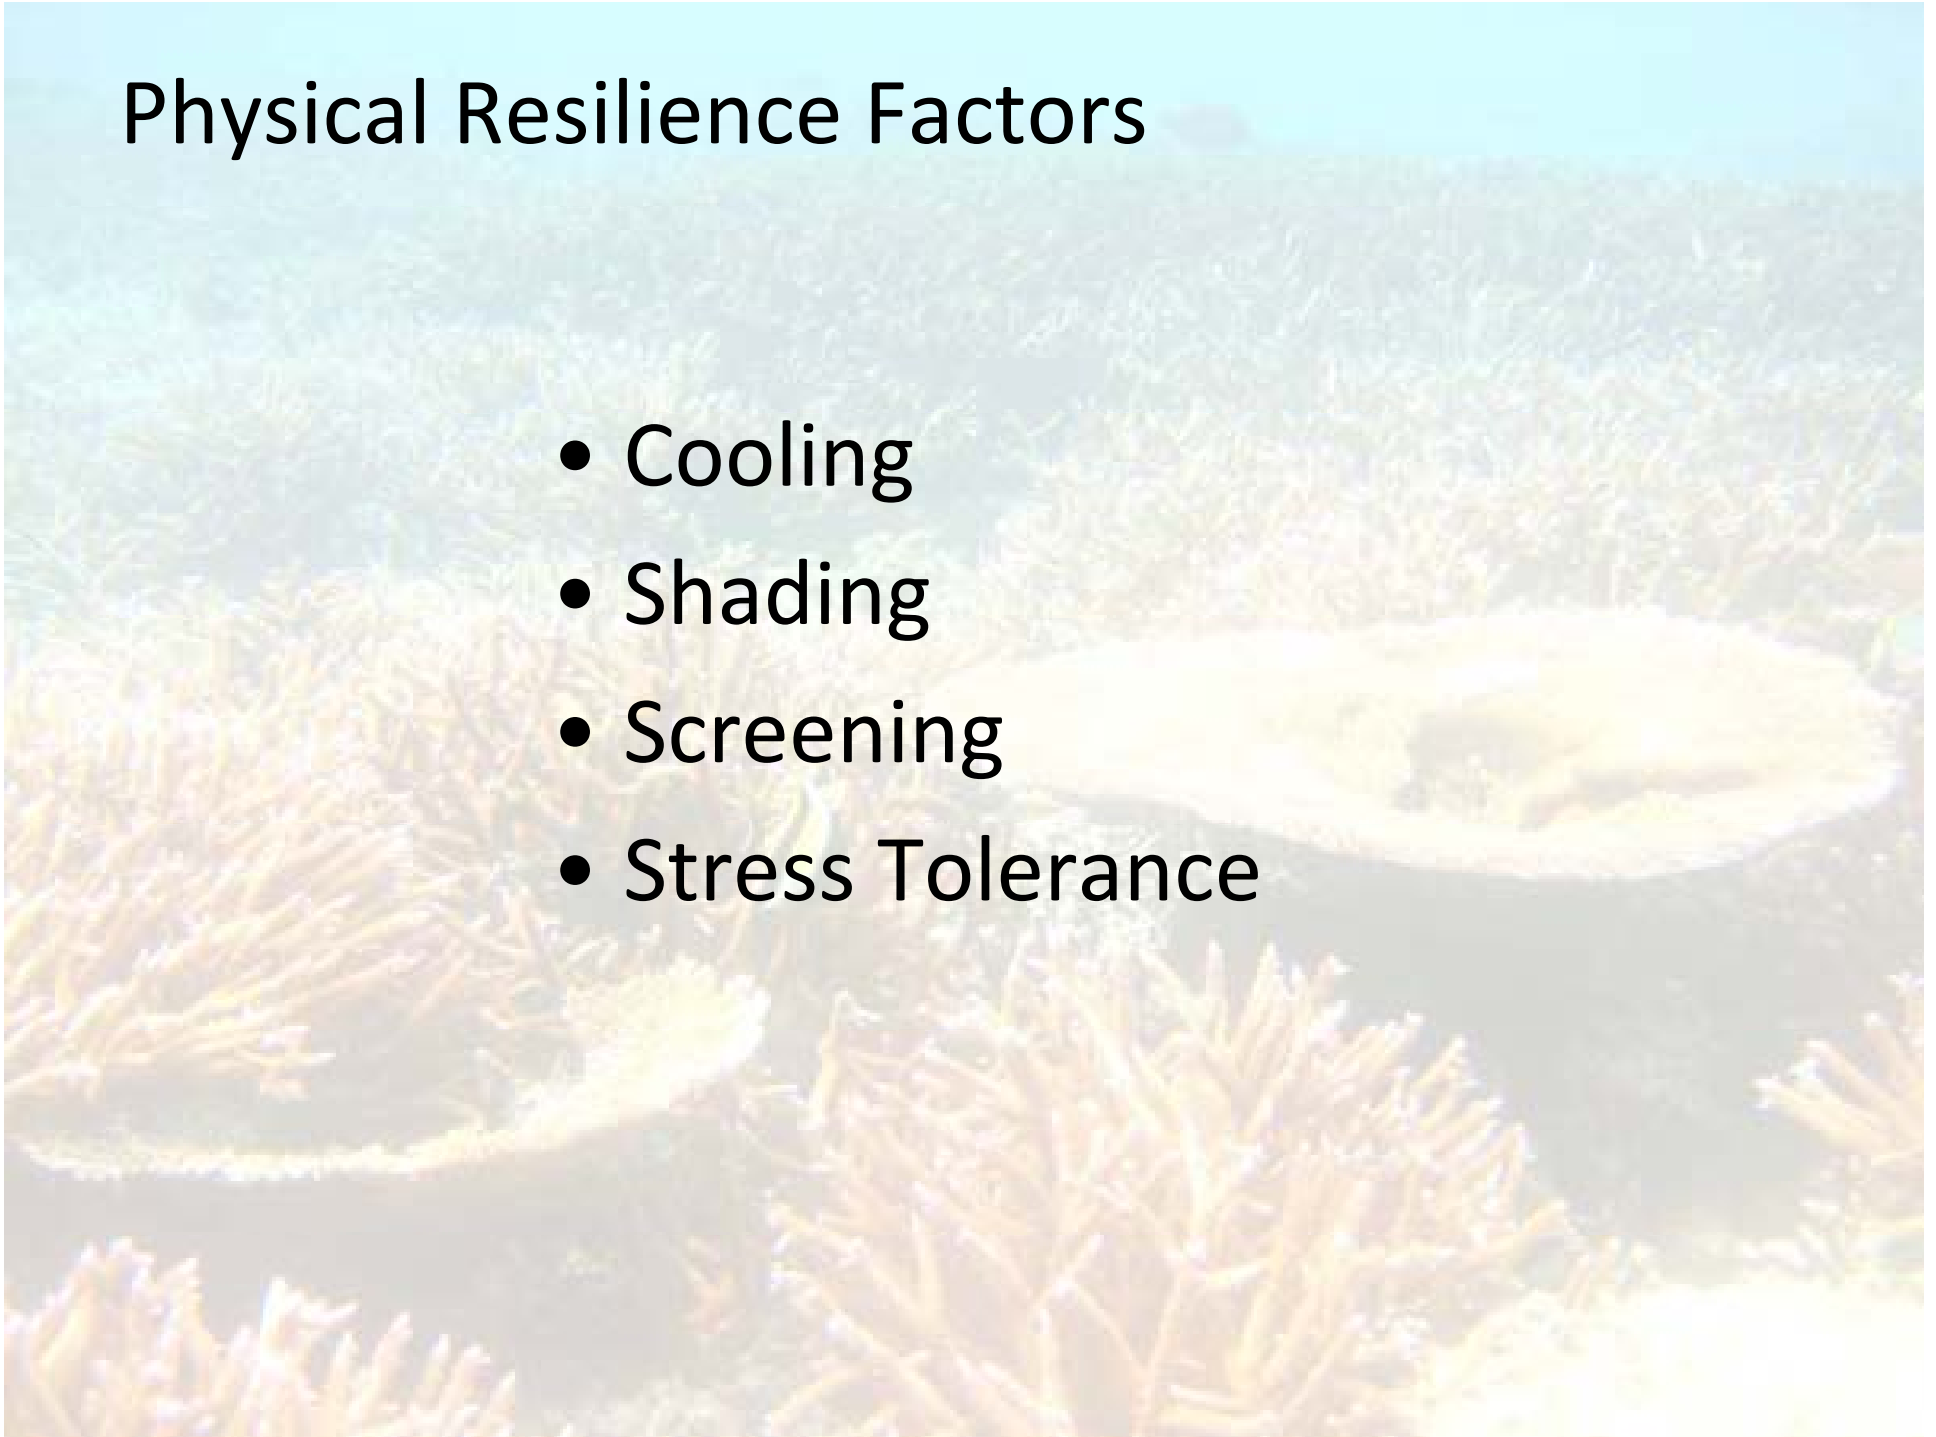 Physical Resilience Factors
• Cooling
• Shading
• Screening
• Stress Tolerance